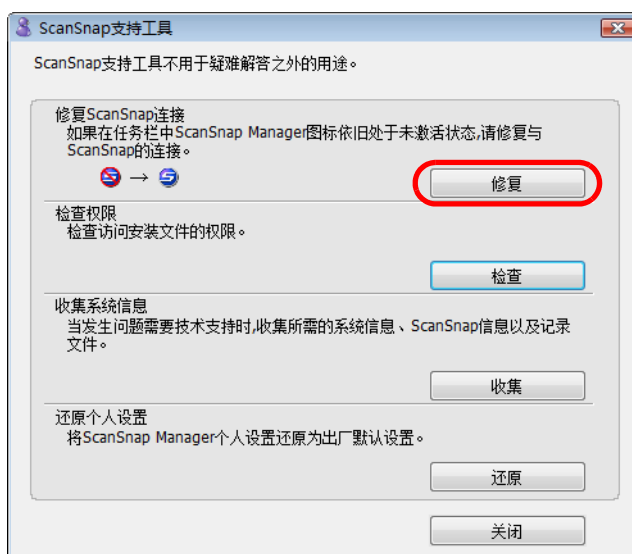 ScanSnap支持工具
ScanSnap支持工具不用于疑难解答之外的用途。
修复ScanSnap连接
如果在任务栏中ScanSnap Manager图标依旧处于未激活状态,请修复与
ScanSnap的连接。
修复
检查权限
检查访问安装文件的权限。
检查
收集系统信息
当发生问题需要技术支持时,收集所需的系统信息、ScanSnap信息以及记录
文件。
收集
还原个人设置
将ScanSnap Manager个人设置还原为出厂默认设置。
还原
关闭